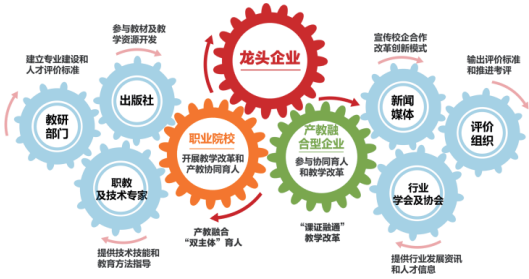 参与教材及教
学资源开发
建立专业建设和
人才评价标准
出版社
教研
部门
职教
及技术专家
提供技术技能和
教育方法指导
龙头企业
职业院校
开展教学改革和
产教协同育人
产教融合
“双主体”育人
产教融
合型企业
参与协同育人
和教学改革
“课证融通”
教学改革
宣传校企合作
改革创新模式
输出评价标准
和推进考评
新闻
媒体
评价
组织
行业
学会及协会
提供行业发展资讯
和人才信息